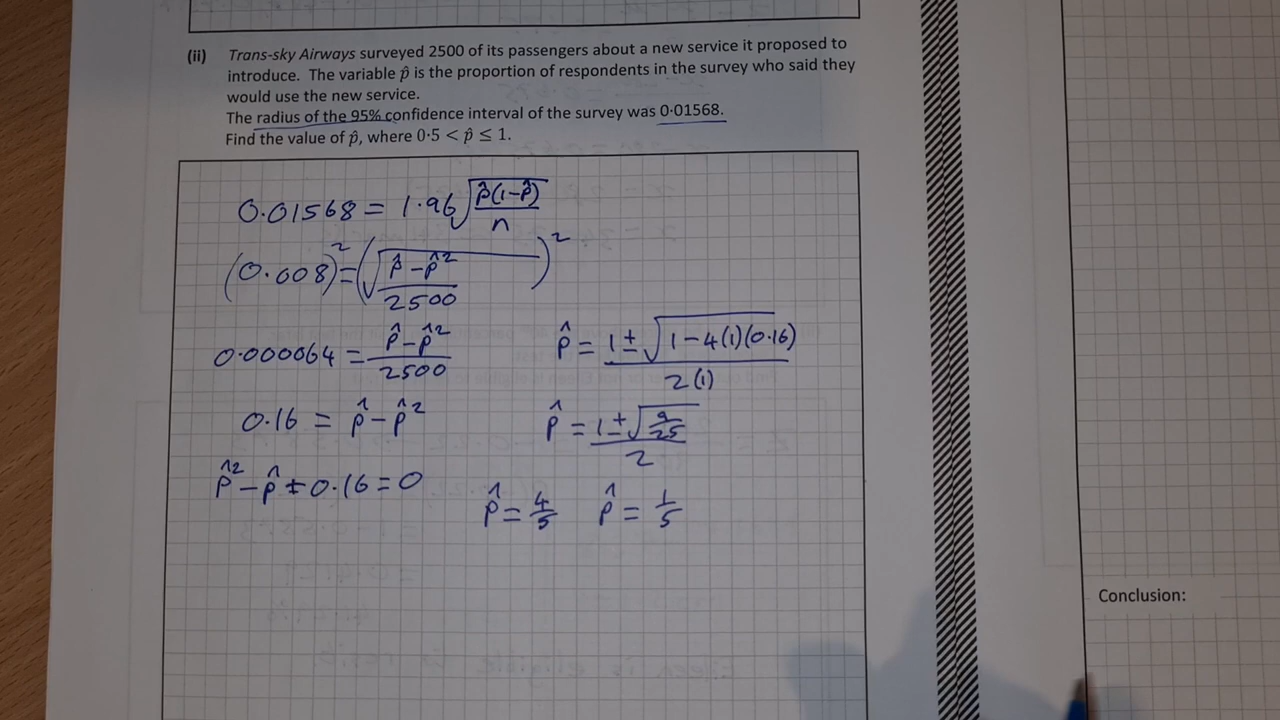 (ii) Trans-sky Airways surveyed 2500 of its passengers about a new service it proposed to
introduce. The variable p̂ is the proportion of respondents in the survey who said they
would use the new service.
The radius of the 95% confidence interval of the survey was 0·01568.
Find the value of p̂, where 0·5 < p̂ ≤ 1.
0.01568 = 1.96√(p̂(1-p̂)/n)
(0.008)² = (√((p̂ - p̂²)/2500))²
0.000064 = (p̂ - p̂²)/2500
0.16 = p̂ - p̂²
p̂² - p̂ + 0.16 = 0
p̂ = (1 ± √(1 - 4(1)(0.16)))/2(1)
p̂ = (1 ± √(9/25))/2
p̂ = 4/5 p̂ = 1/5
Conclusion: